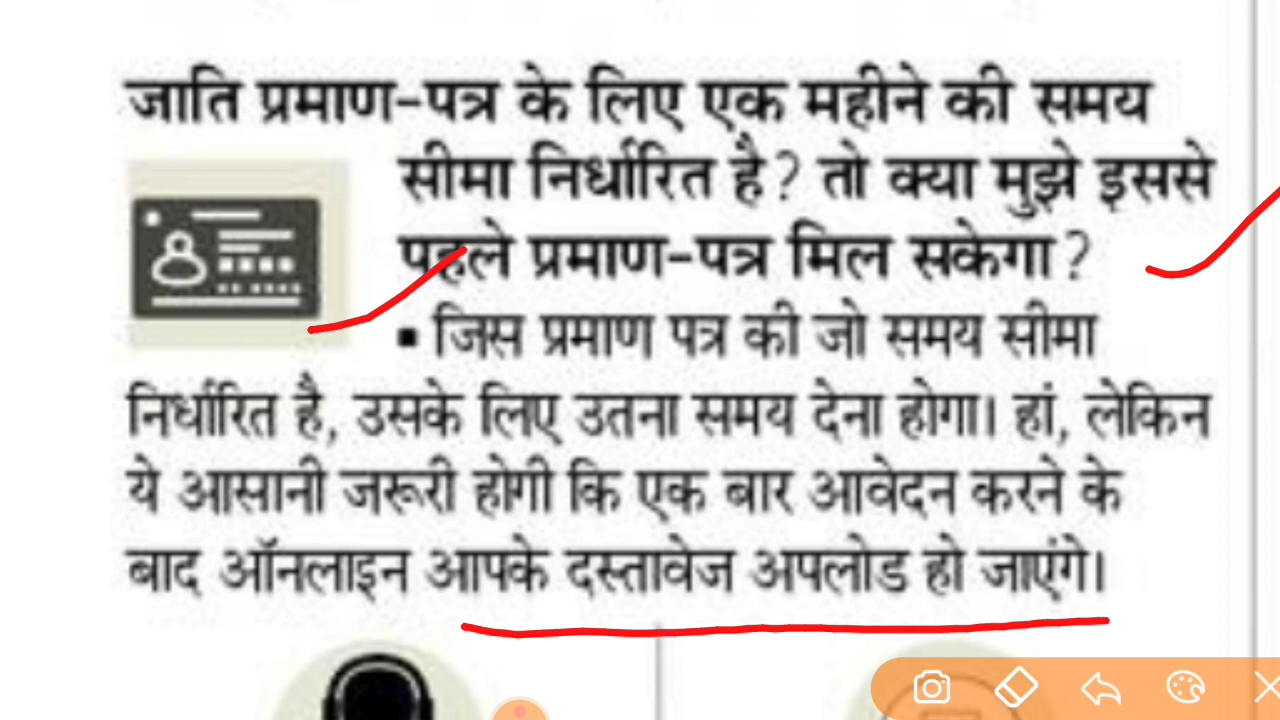 जाति प्रमाण-पत्र के लिए एक महीने की समय
सीमा निर्धारित है? तो क्या मुझे इससे
पहले प्रमाण-पत्र मिल सकेगा?
▪ जिस प्रमाण पत्र की जो समय सीमा
निर्धारित है, उसके लिए उतना समय देना होगा। हां, लेकिन
ये आसानी जरूरी होगी कि एक बार आवेदन करने के
बाद ऑनलाइन आपके दस्तावेज अपलोड हो जाएंगे।